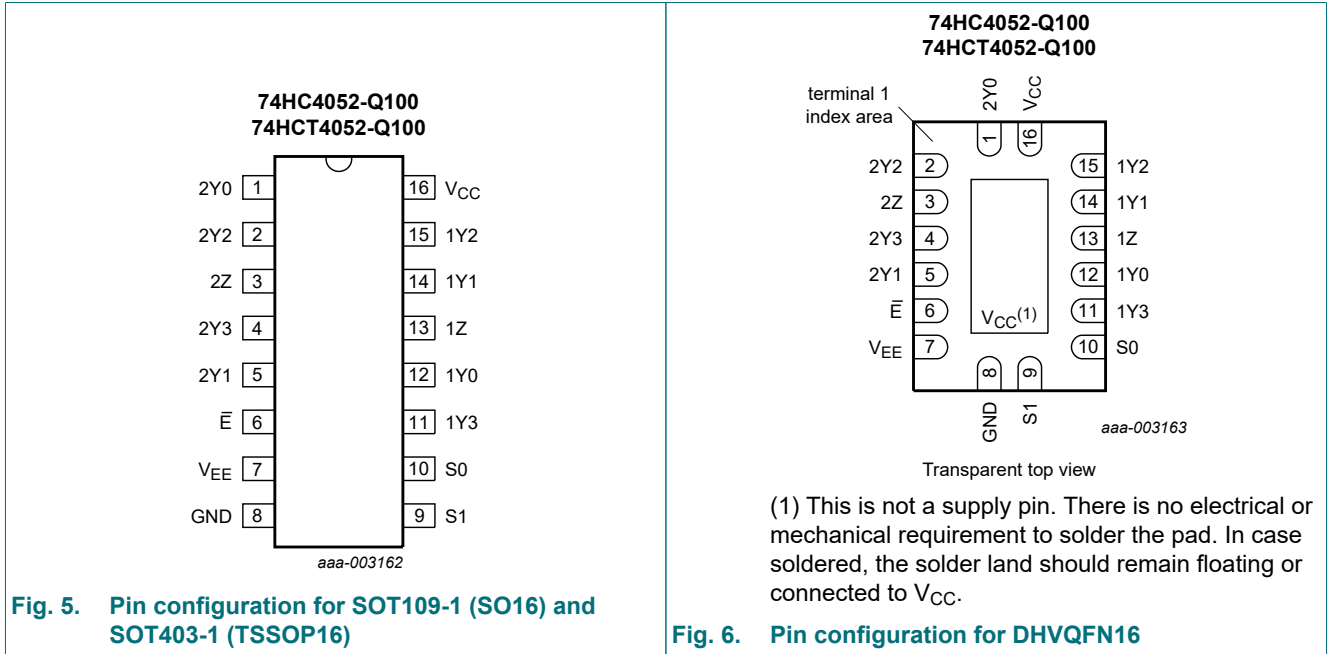 74HC4052-Q100
74HCT4052-Q100
2Y0 1 16 VCC
2Y2 2 15 1Y2
2Z 3 14 1Y1
2Y3 4 13 1Z
2Y1 5 12 1Y0
E̅ 6 11 1Y3
VEE 7 10 S0
GND 8 9 S1
aaa-003162
Fig. 5. Pin configuration for SOT109-1 (SO16) and
SOT403-1 (TSSOP16)
74HC4052-Q100
74HCT4052-Q100
terminal 1
index area
2Y0 VCC
1 16
2Y2 2 15 1Y2
2Z 3 14 1Y1
2Y3 4 13 1Z
2Y1 5 12 1Y0
E̅ 6 VCC(1) 11 1Y3
VEE 7 10 S0
8 9
GND S1
aaa-003163
Transparent top view
(1) This is not a supply pin. There is no electrical or
mechanical requirement to solder the pad. In case
soldered, the solder land should remain floating or
connected to VCC.
Fig. 6. Pin configuration for DHVQFN16